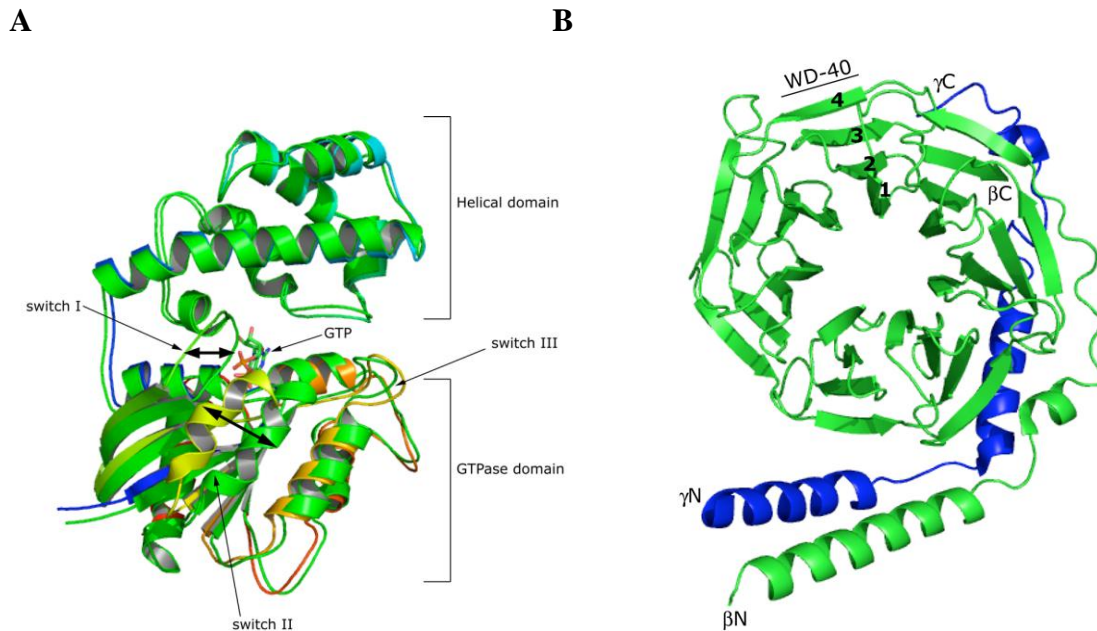 A
B
Helical domain
switch I
GTP
switch III
GTPase domain
switch II
WD-40
γC
4
3
2
1
βC
γN
βN